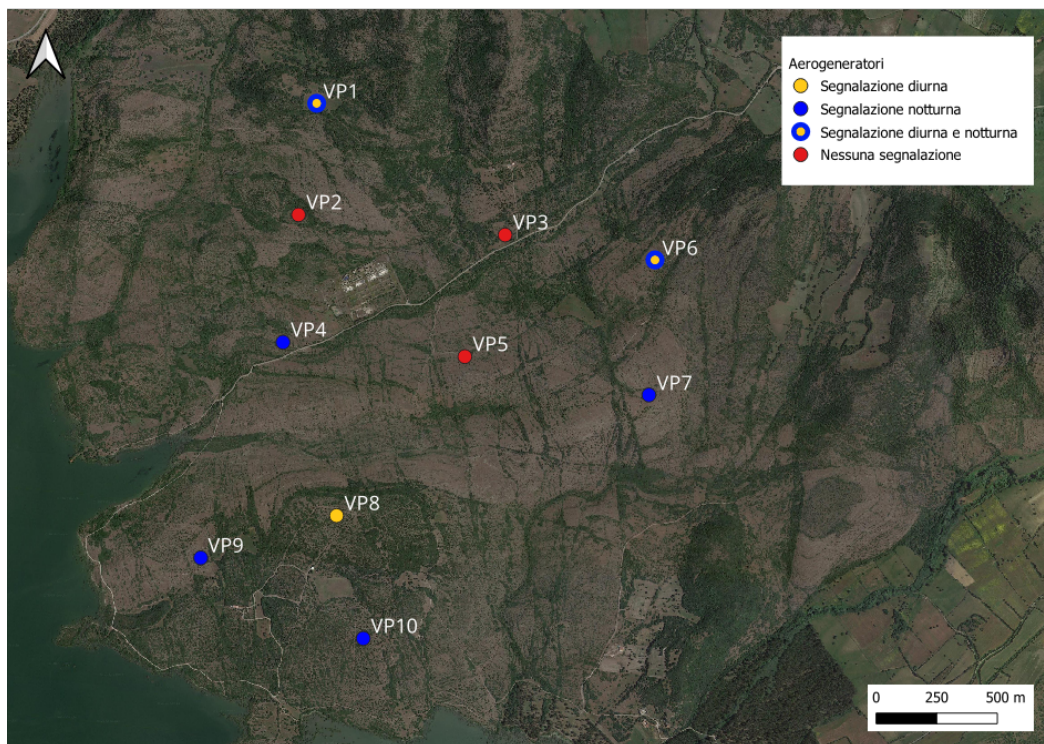 Aerogeneratori
Segnalazione diurna
Segnalazione notturna
Segnalazione diurna e notturna
Nessuna segnalazione
VP1
VP2
VP3
VP6
VP4
VP5
VP7
VP8
VP9
VP10
0 250 500 m